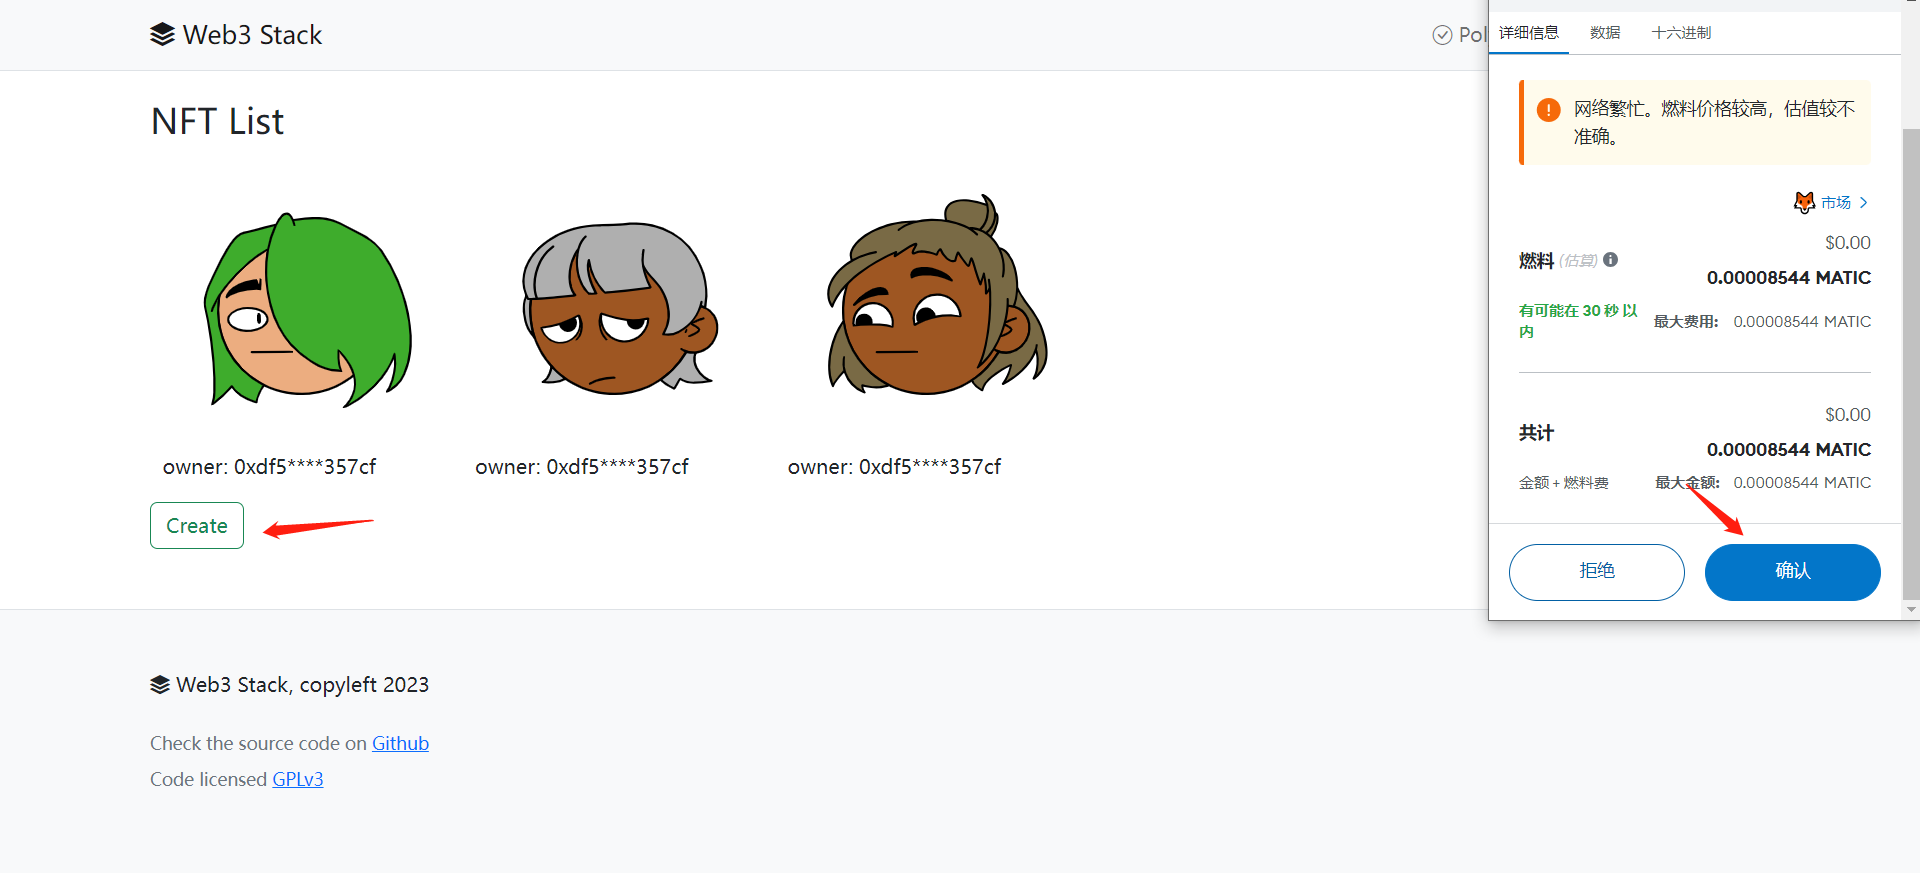 Web3 Stack
Pol
NFT List
owner: 0xdf5****357cf
owner: 0xdf5****357cf
owner: 0xdf5****357cf
Create
Web3 Stack, copyleft 2023
Check the source code on Github
Code licensed GPLv3
详细信息 数据 十六进制
网络繁忙。燃料价格较高，估值较不
准确。
市场
$0.00
燃料 (估算)
0.00008544 MATIC
有可能在 30 秒 以
内
最大费用: 0.00008544 MATIC
$0.00
共计
0.00008544 MATIC
金额 + 燃料费 最大金额: 0.00008544 MATIC
拒绝 确认